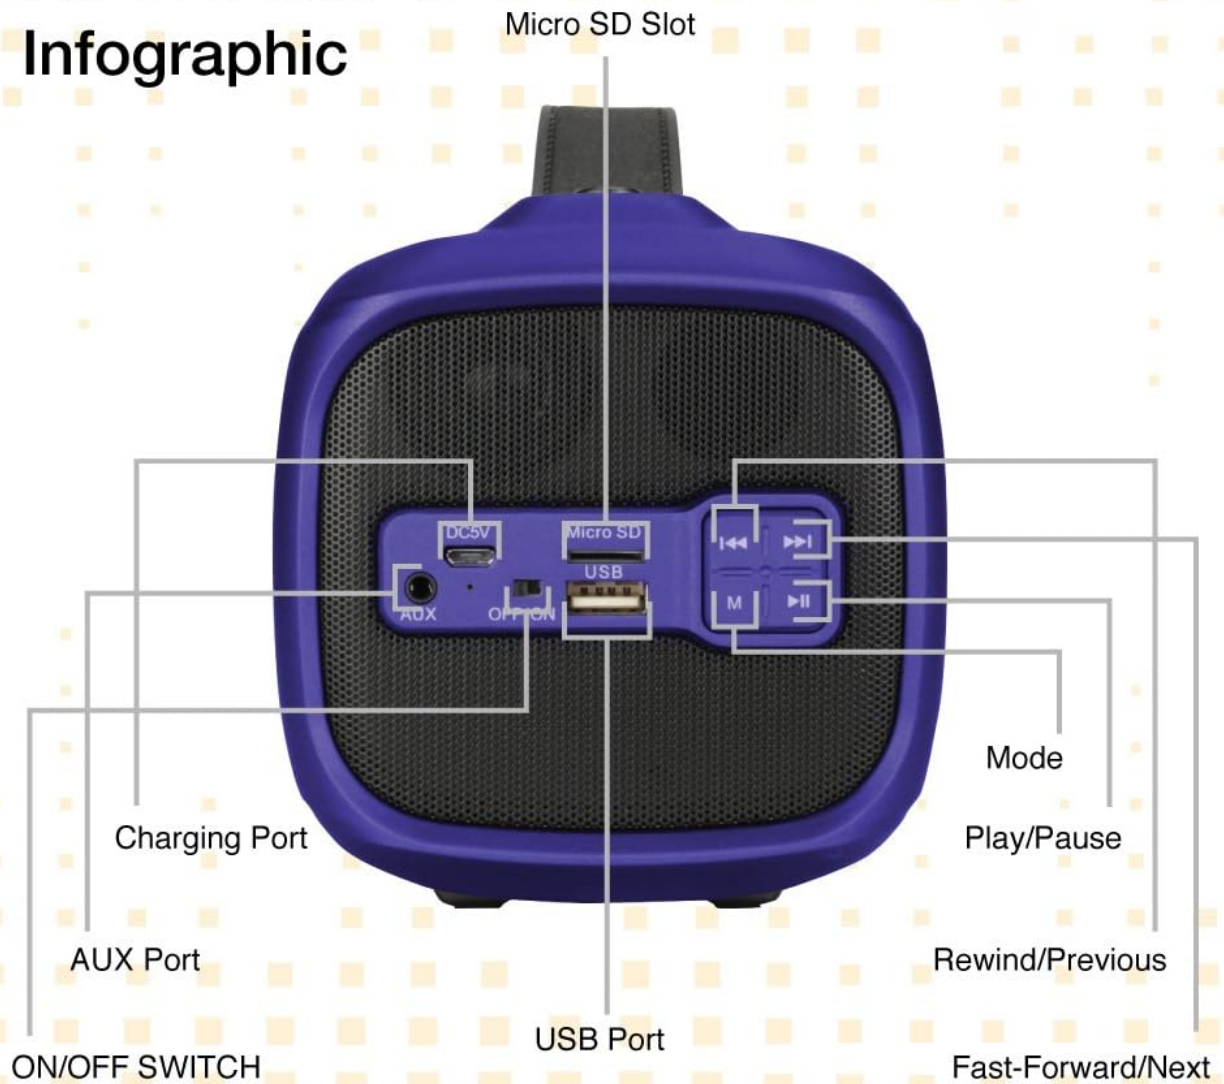 Infographic
Micro SD Slot
DC5V
Micro SD
USB
AUX
OFF ON
M
Mode
Charging Port
Play/Pause
AUX Port
Rewind/Previous
USB Port
ON/OFF SWITCH
Fast-Forward/Next